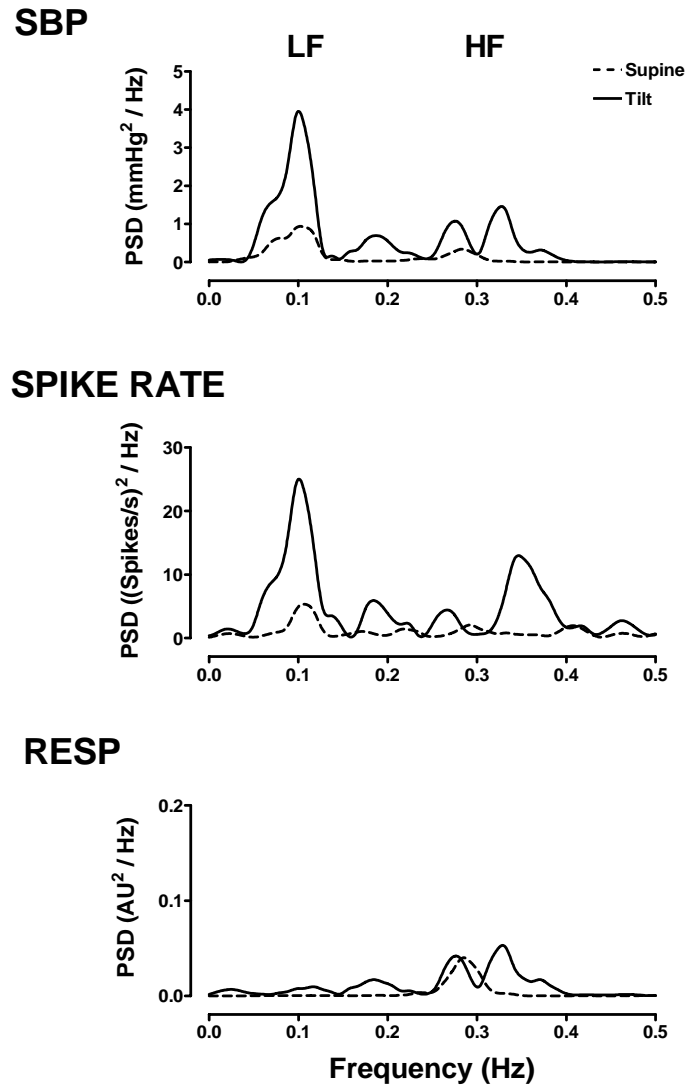 SBP
LF HF
Supine
Tilt
PSD (mmHg² / Hz)
5
4
3
2
1
0
0.0 0.1 0.2 0.3 0.4 0.5
SPIKE RATE
PSD ((Spikes/s)² / Hz)
30
20
10
0
0.0 0.1 0.2 0.3 0.4 0.5
RESP
PSD (AU² / Hz)
0.2
0.1
0.0
0.0 0.1 0.2 0.3 0.4 0.5
Frequency (Hz)